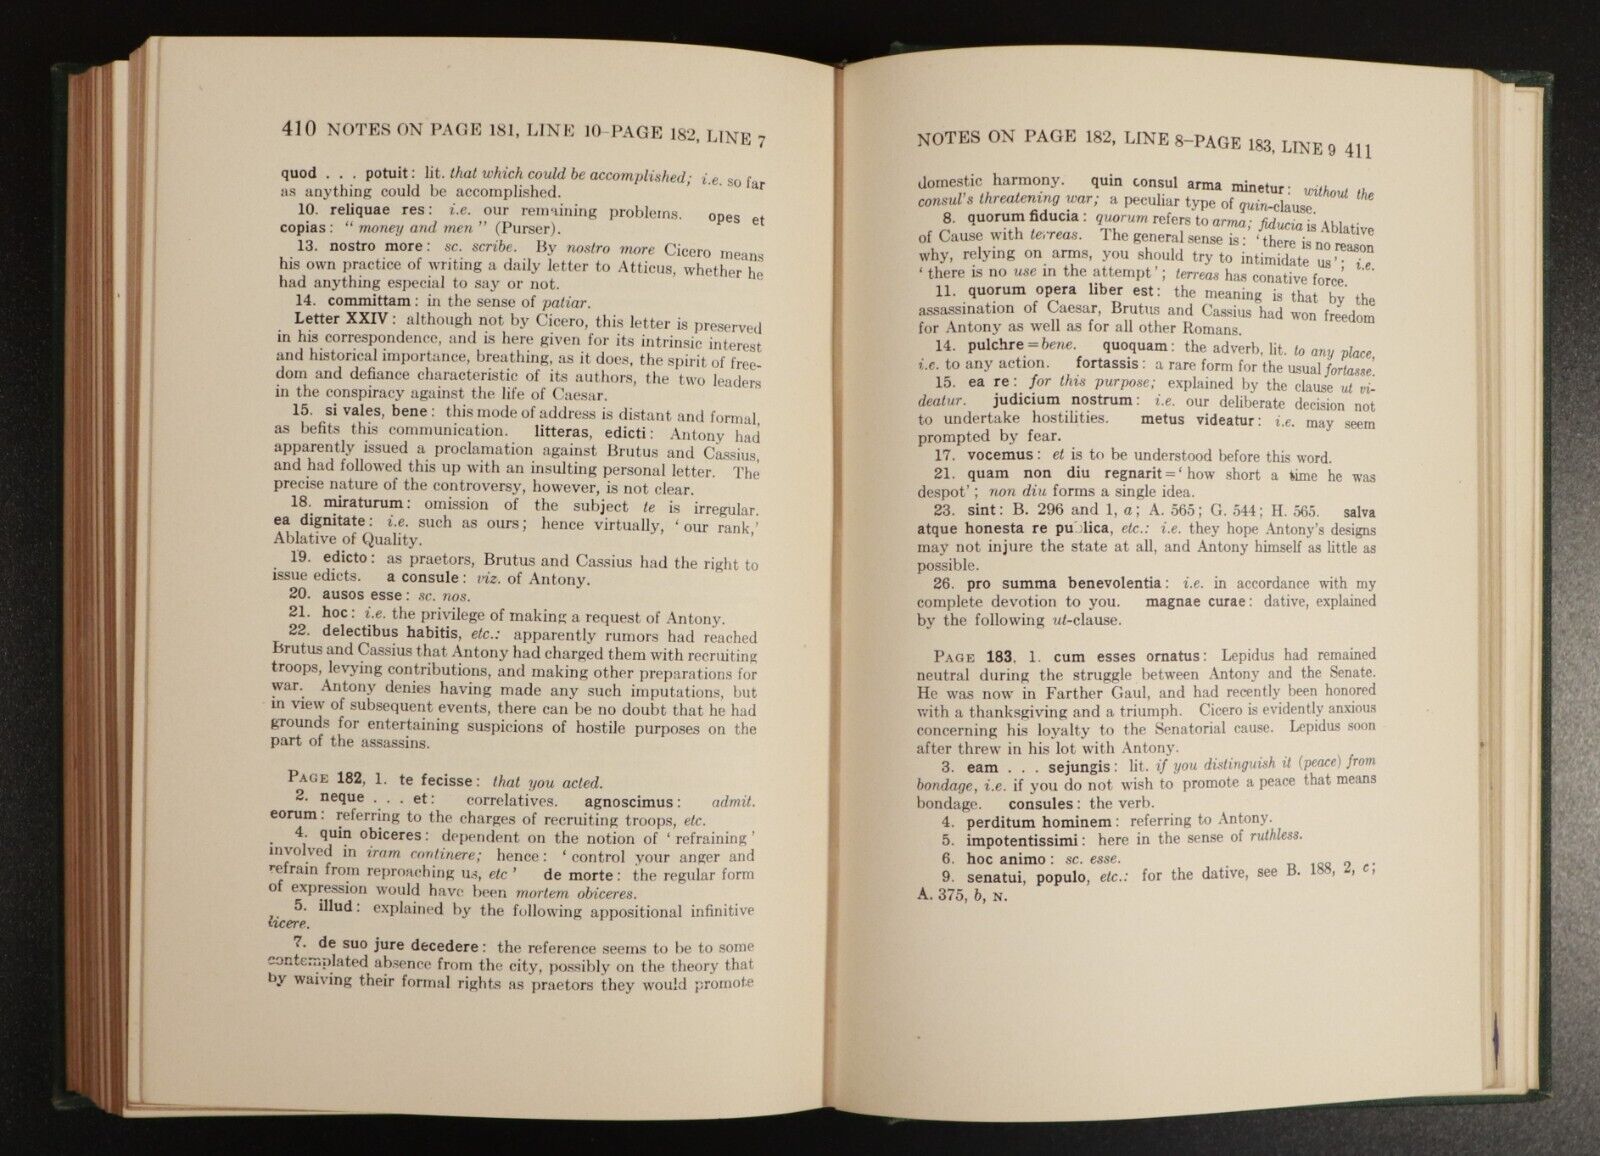 410 NOTES ON PAGE 181, LINE 10–PAGE 182, LINE 7
quod . . . potuit: lit. that which could be accomplished; i.e. so far
as anything could be accomplished.
10. reliquae res: i.e. our remaining problems. opes et
copias: “money and men” (Purser).
13. nostro more: sc. scribe. By nostro more Cicero means
his own practice of writing a daily letter to Atticus, whether he
had anything especial to say or not.
14. committam: in the sense of patiar.
Letter XXIV: although not by Cicero, this letter is preserved
in his correspondence, and is here given for its intrinsic interest
and historical importance, breathing, as it does, the spirit of free-
dom and defiance characteristic of its authors, the two leaders
in the conspiracy against the life of Caesar.
15. si vales, bene: this mode of address is distant and formal,
as befits this communication. litteras, edicti: Antony had
apparently issued a proclamation against Brutus and Cassius,
and had followed this up with an insulting personal letter. The
precise nature of the controversy, however, is not clear.
18. miraturum: omission of the subject te is irregular.
ea dignitate: i.e. such as ours; hence virtually, ‘our rank,’
Ablative of Quality.
19. edicto: as praetors, Brutus and Cassius had the right to
issue edicts. a consule: viz. of Antony.
20. ausos esse: sc. nos.
21. hoc: i.e. the privilege of making a request of Antony.
22. delectibus habitis, etc.: apparently rumors had reached
Brutus and Cassius that Antony had charged them with recruiting
troops, levying contributions, and making other preparations for
war. Antony denies having made any such imputations, but
in view of subsequent events, there can be no doubt that he had
grounds for entertaining suspicions of hostile purposes on the
part of the assassins.
PAGE 182, 1. te fecisse: that you acted.
2. neque . . . et: correlatives. agnoscimus: admit.
eorum: referring to the charges of recruiting troops, etc.
4. quin obiceres: dependent on the notion of ‘refraining’
involved in iram continere; hence: ‘control your anger and
refrain from reproaching us, etc’ de morte: the regular form
of expression would have been mortem obiceres.
5. illud: explained by the following appositional infinitive
licere.
7. de suo jure decedere: the reference seems to be to some
contemplated absence from the city, possibly on the theory that
by waiving their formal rights as praetors they would promote
NOTES ON PAGE 182, LINE 8–PAGE 183, LINE 9 411
domestic harmony. quin consul arma minetur: without the
consul's threatening war; a peculiar type of quin-clause.
8. quorum fiducia: quorum refers to arma; fiducia is Ablative
of Cause with terreas. The general sense is: ‘there is no reason
why, relying on arms, you should try to intimidate us’; i.e.
‘there is no use in the attempt’; terreas has conative force.
11. quorum opera liber est: the meaning is that by the
assassination of Caesar, Brutus and Cassius had won freedom
for Antony as well as for all other Romans.
14. pulchre = bene. quoquam: the adverb, lit. to any place,
i.e. to any action. fortassis: a rare form for the usual fortasse.
15. ea re: for this purpose; explained by the clause ut vi-
deatur. judicium nostrum: i.e. our deliberate decision not
to undertake hostilities. metus videatur: i.e. may seem
prompted by fear.
17. vocemus: et is to be understood before this word.
21. quam non diu regnarit = ‘how short a time he was
despot’; non diu forms a single idea.
23. sint: B. 296 and 1, a; A. 565; G. 544; H. 565. salva
atque honesta re publica, etc.: i.e. they hope Antony's designs
may not injure the state at all, and Antony himself as little as
possible.
26. pro summa benevolentia: i.e. in accordance with my
complete devotion to you. magnae curae: dative, explained
by the following ut-clause.
PAGE 183, 1. cum esses ornatus: Lepidus had remained
neutral during the struggle between Antony and the Senate.
He was now in Farther Gaul, and had recently been honored
with a thanksgiving and a triumph. Cicero is evidently anxious
concerning his loyalty to the Senatorial cause. Lepidus soon
after threw in his lot with Antony.
3. eam . . . sejungis: lit. if you distinguish it (peace) from
bondage, i.e. if you do not wish to promote a peace that means
bondage. consules: the verb.
4. perditum hominem: referring to Antony.
5. impotentissimi: here in the sense of ruthless.
6. hoc animo: sc. esse.
9. senatui, populo, etc.: for the dative, see B. 188, 2, c;
A. 375, b, N.